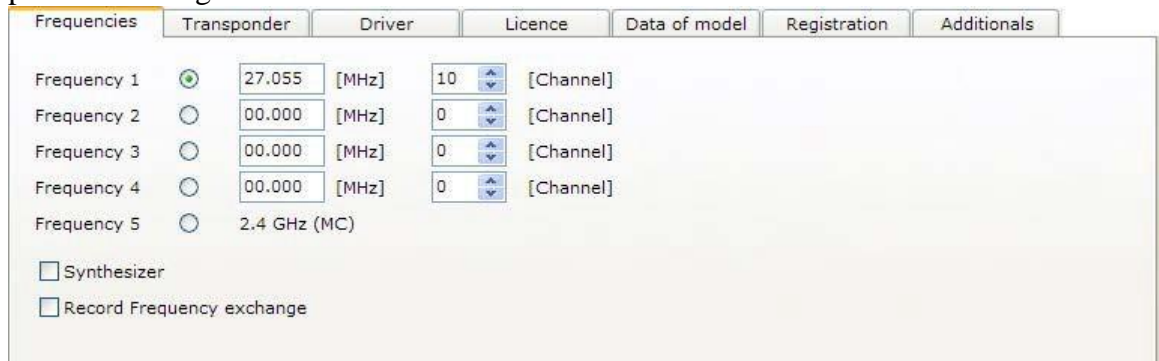 Frequencies Transponder Driver Licence Data of model Registration Additionals
Frequency 1 27.055 [MHz] 10 [Channel]
Frequency 2 00.000 [MHz] 0 [Channel]
Frequency 3 00.000 [MHz] 0 [Channel]
Frequency 4 00.000 [MHz] 0 [Channel]
Frequency 5 2.4 GHz (MC)
Synthesizer
Record Frequency exchange